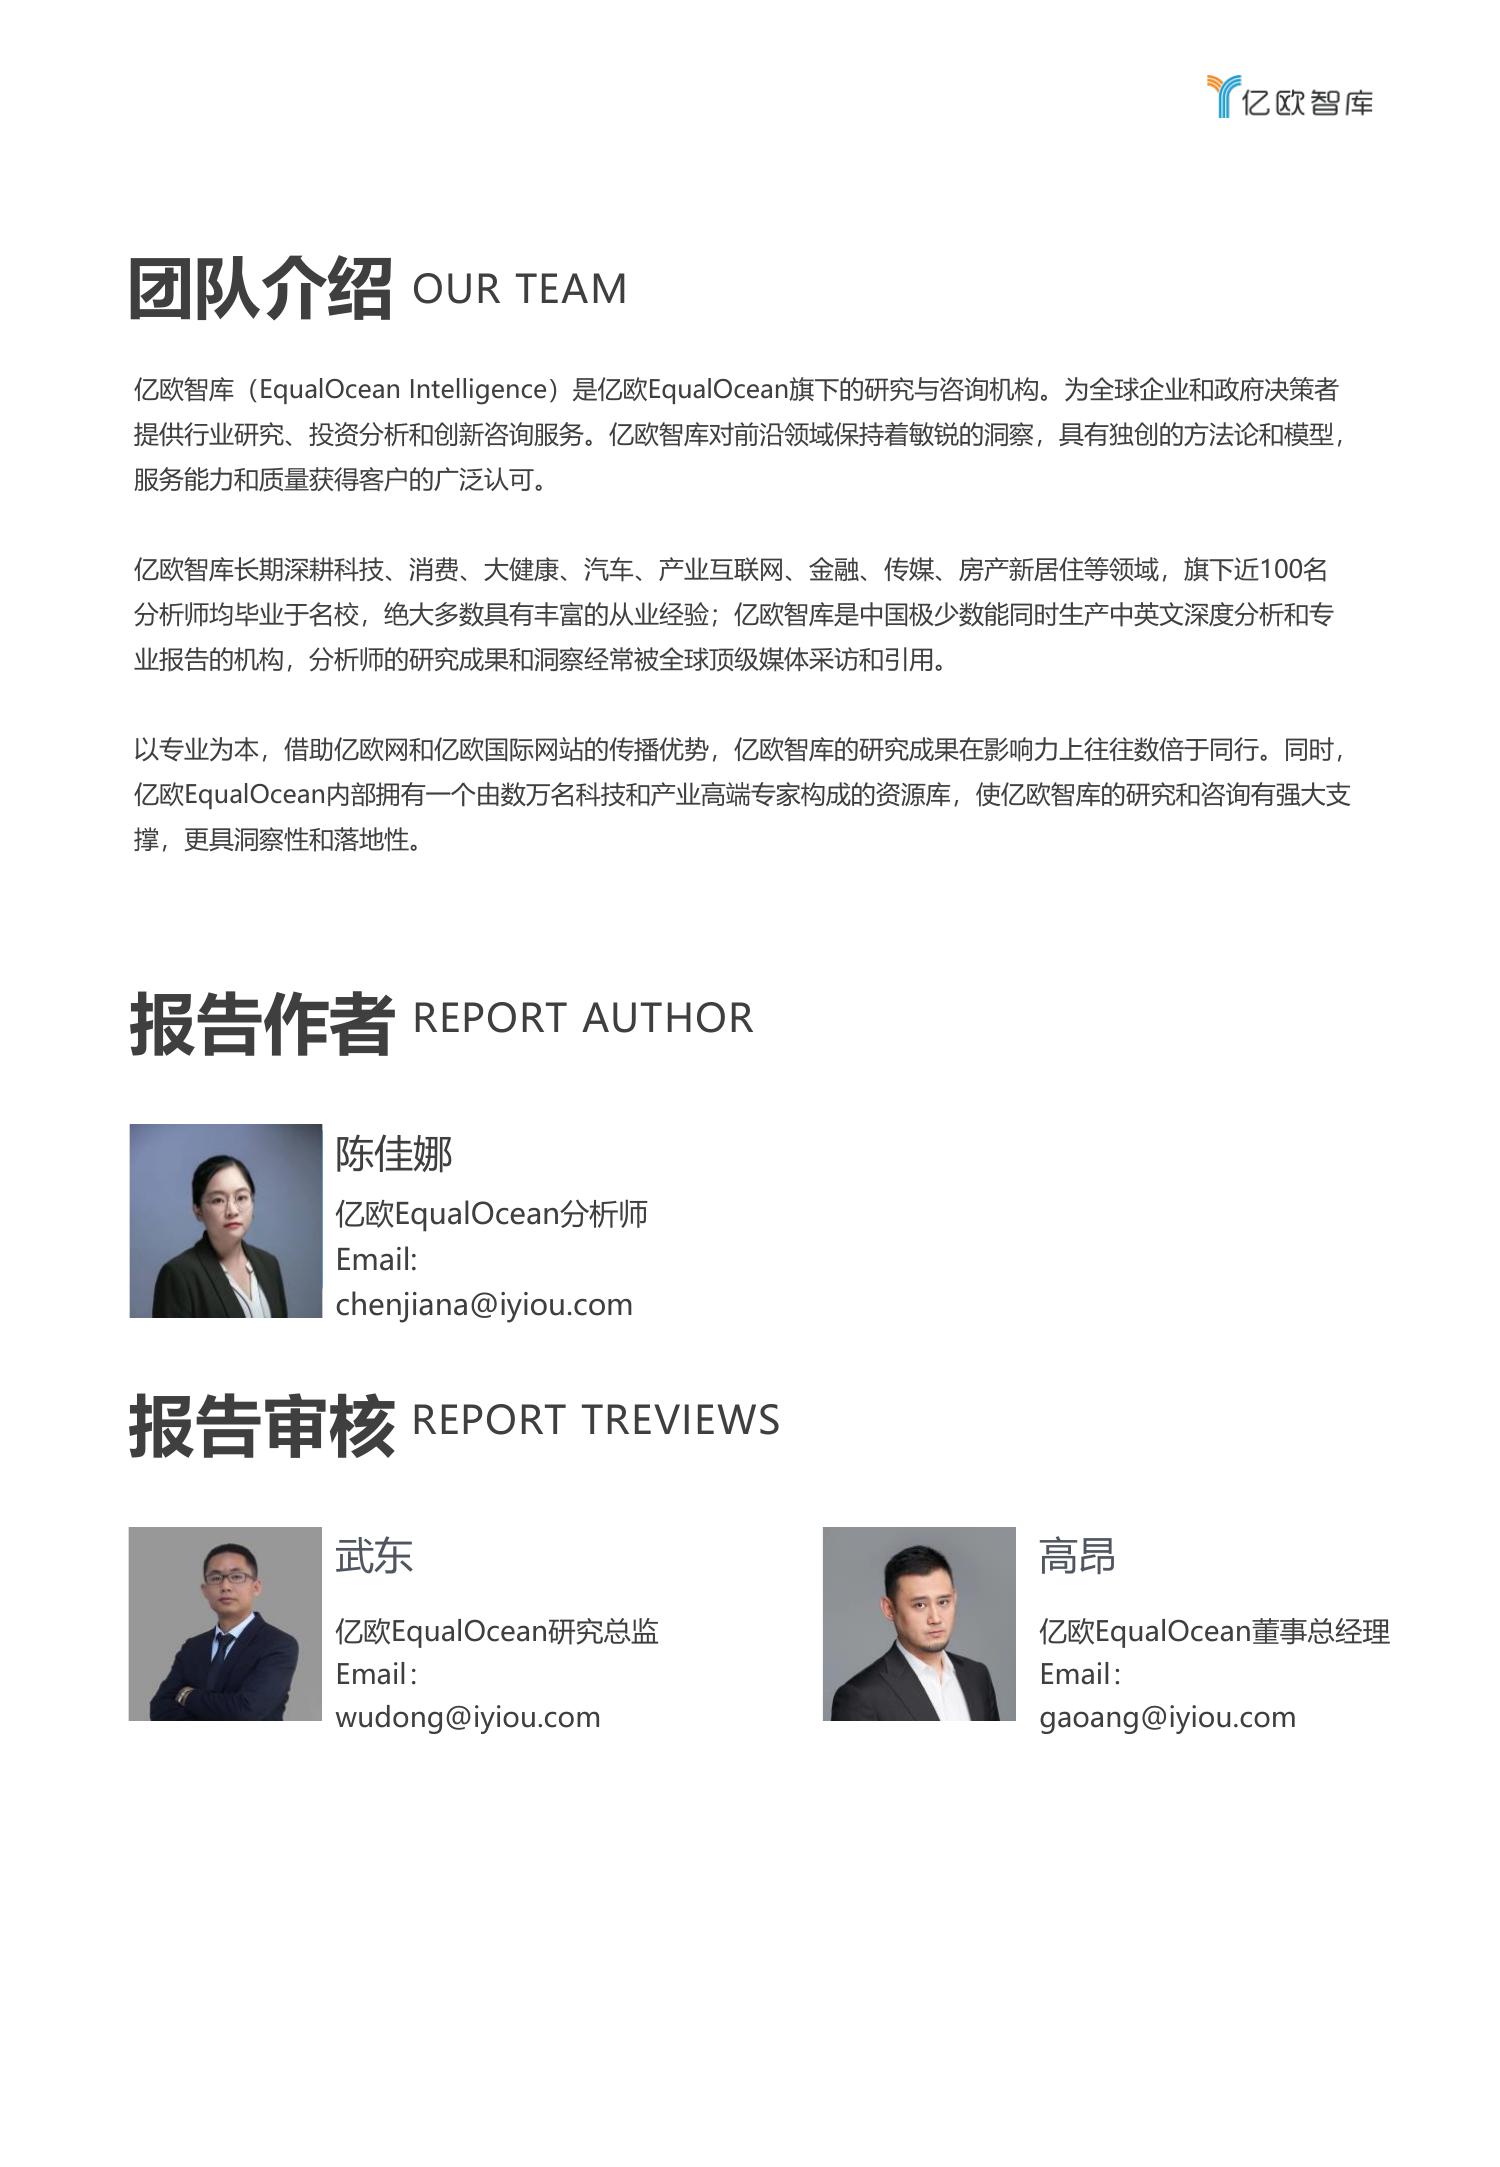 亿欧智库
团队介绍 OUR TEAM
亿欧智库（EqualOcean Intelligence）是亿欧EqualOcean旗下的研究与咨询机构。为全球企业和政府决策者
提供行业研究、投资分析和创新咨询服务。亿欧智库对前沿领域保持着敏锐的洞察，具有独创的方法论和模型，
服务能力和质量获得客户的广泛认可。
亿欧智库长期深耕科技、消费、大健康、汽车、产业互联网、金融、传媒、房产新居住等领域，旗下近100名
分析师均毕业于名校，绝大多数具有丰富的从业经验；亿欧智库是中国极少数能同时生产中英文深度分析和专
业报告的机构，分析师的研究成果和洞察经常被全球顶级媒体采访和引用。
以专业为本，借助亿欧网和亿欧国际网站的传播优势，亿欧智库的研究成果在影响力上往往数倍于同行。同时，
亿欧EqualOcean内部拥有一个由数万名科技和产业高端专家构成的资源库，使亿欧智库的研究和咨询有强大支
撑，更具洞察性和落地性。
报告作者 REPORT AUTHOR
陈佳娜
亿欧EqualOcean分析师
Email:
chenjiana@iyiou.com
报告审核 REPORT TREVIEWS
武东
亿欧EqualOcean研究总监
Email：
wudong@iyiou.com
高昂
亿欧EqualOcean董事总经理
Email：
gaoang@iyiou.com